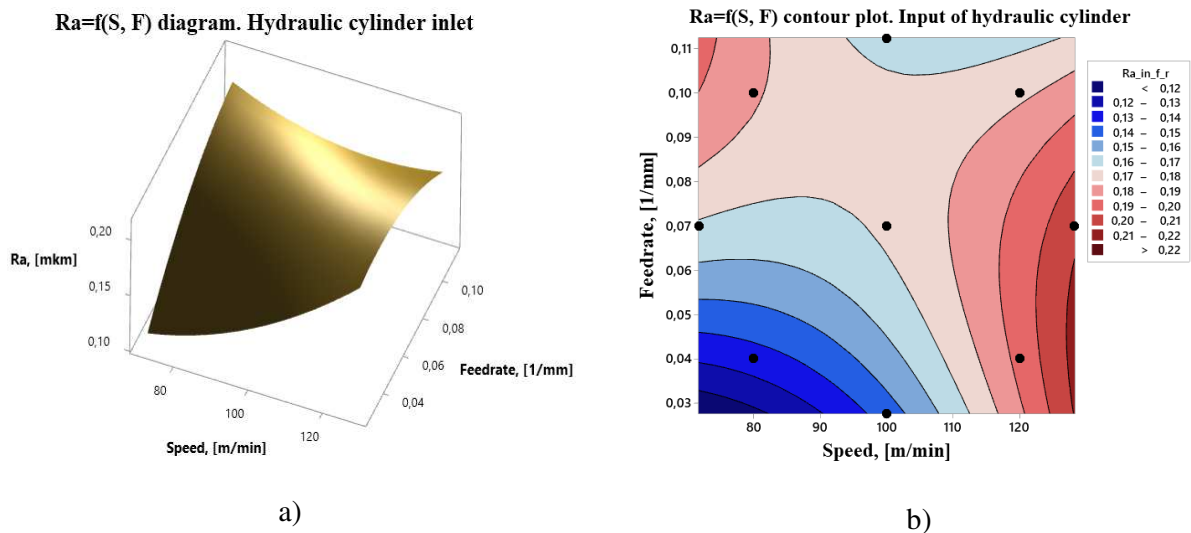 Ra=f(S, F) diagram. Hydraulic cylinder inlet
0,20
Ra, [mkm]
0,15
0,10
0,10
0,08
0,06
Feedrate, [1/mm]
0,04
80
100
120
Speed, [m/min]
a)
Ra=f(S, F) contour plot. Input of hydraulic cylinder
0,11
0,10
0,09
0,08
0,07
0,06
0,05
0,04
0,03
Feedrate, [1/mm]
80 90 100 110 120
Speed, [m/min]
Ra_in_f_r
< 0,12
0,12 – 0,13
0,13 – 0,14
0,14 – 0,15
0,15 – 0,16
0,16 – 0,17
0,17 – 0,18
0,18 – 0,19
0,19 – 0,20
0,20 – 0,21
0,21 – 0,22
> 0,22
b)